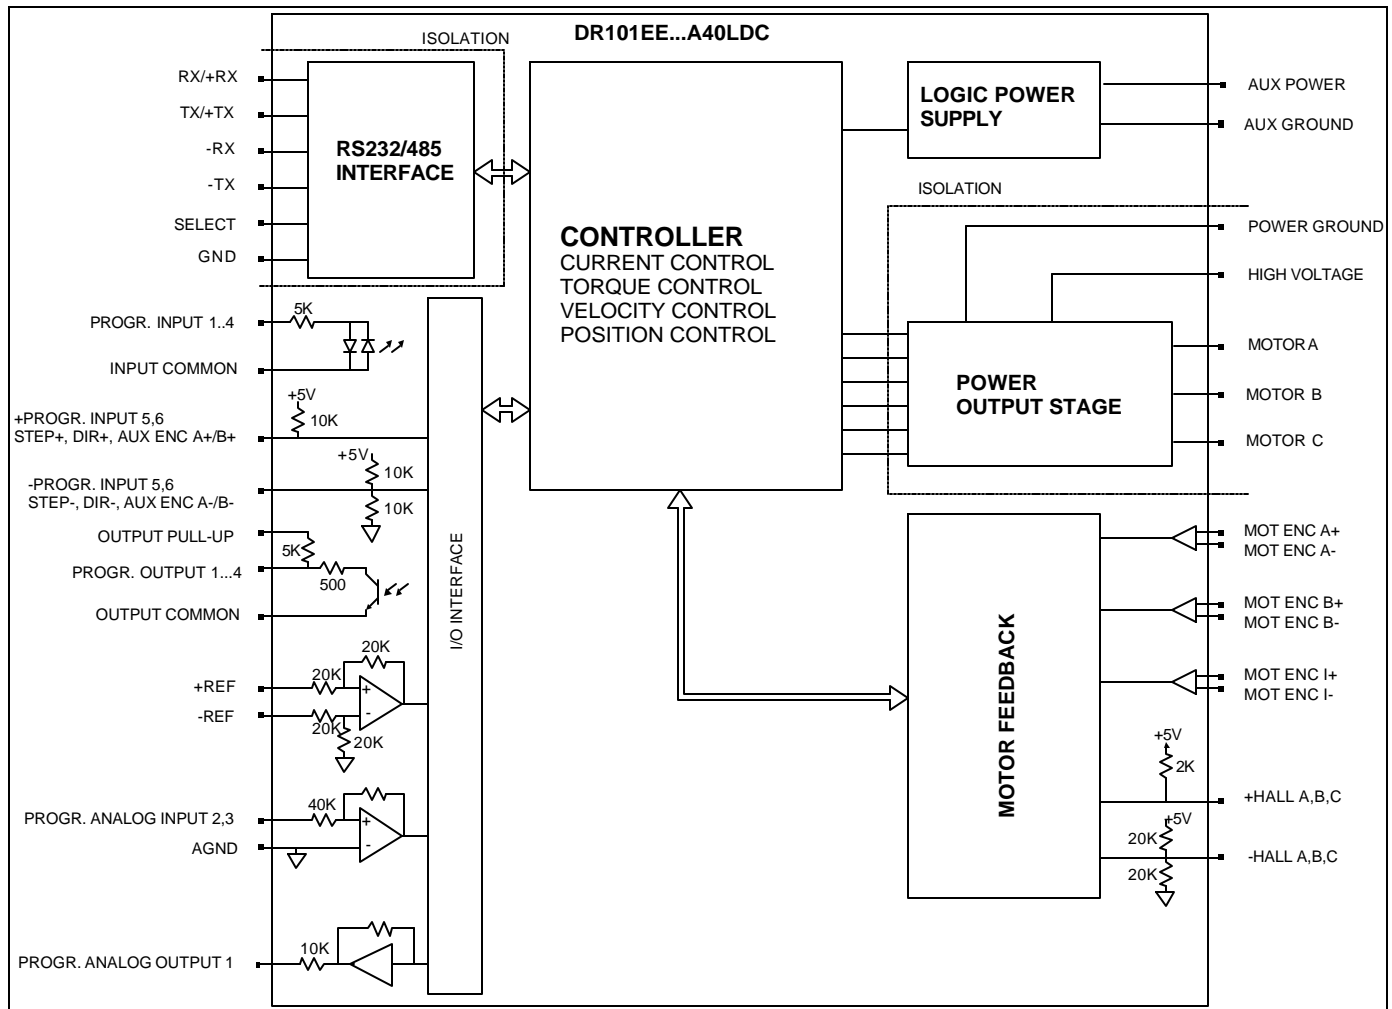 DR101EE...A40LDC
ISOLATION
RX/+RX
TX/+TX
-RX
-TX
SELECT
GND
RS232/485
INTERFACE
CONTROLLER
CURRENT CONTROL
TORQUE CONTROL
VELOCITY CONTROL
POSITION CONTROL
LOGIC POWER
SUPPLY
AUX POWER
AUX GROUND
ISOLATION
POWER GROUND
HIGH VOLTAGE
POWER
OUTPUT STAGE
MOTOR A
MOTOR B
MOTOR C
PROGR. INPUT 1..4
5K
INPUT COMMON
+5V
10K
+PROGR. INPUT 5,6
STEP+, DIR+, AUX ENC A+/B+
+5V
10K
10K
-PROGR. INPUT 5,6
STEP-, DIR-, AUX ENC A-/B-
OUTPUT PULL-UP
5K
PROGR. OUTPUT 1...4
500
OUTPUT COMMON
I/O INTERFACE
20K
20K
+REF
+
-REF
-
20K
20K
40K
PROGR. ANALOG INPUT 2,3
+
AGND
-
10K
PROGR. ANALOG OUTPUT 1
MOTOR FEEDBACK
MOT ENC A+
MOT ENC A-
MOT ENC B+
MOT ENC B-
MOT ENC I+
MOT ENC I-
+5V
2K
+HALL A,B,C
+5V
20K
-HALL A,B,C
20K